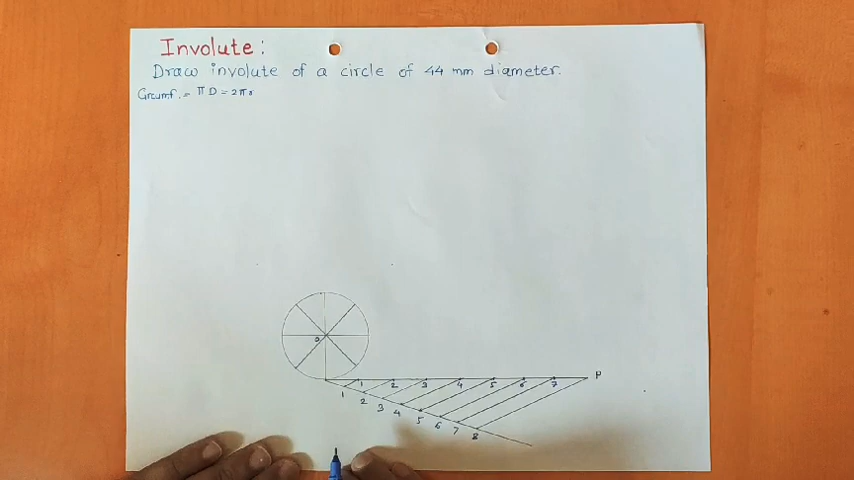 Involute :
Draw involute of a circle of 44 mm diameter.
Circumf. = π D = 2πr
O
1 2 3 4 5 6 7 P
1 2 3 4 5 6 7 8